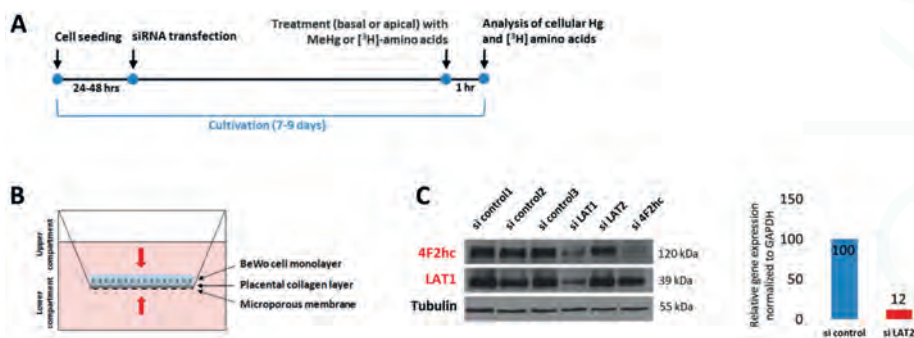 A
Cell seeding
siRNA transfection
Treatment (basal or apical) with
MeHg or [³H]-amino acids
Analysis of cellular Hg
and [³H] amino acids
24-48 hrs
1 hr
Cultivation (7-9 days)
B
Upper
compartment
Lower
compartment
BeWo cell monolayer
Placental collagen layer
Microporous membrane
C
si control1
si control2
si control3
si LAT1
si LAT2
si 4F2hc
4F2hc
120 kDa
LAT1
39 kDa
Tubulin
55 kDa
Relative gene expression
normalized to GAPDH
150
100
50
0
100
12
si control
si LAT2